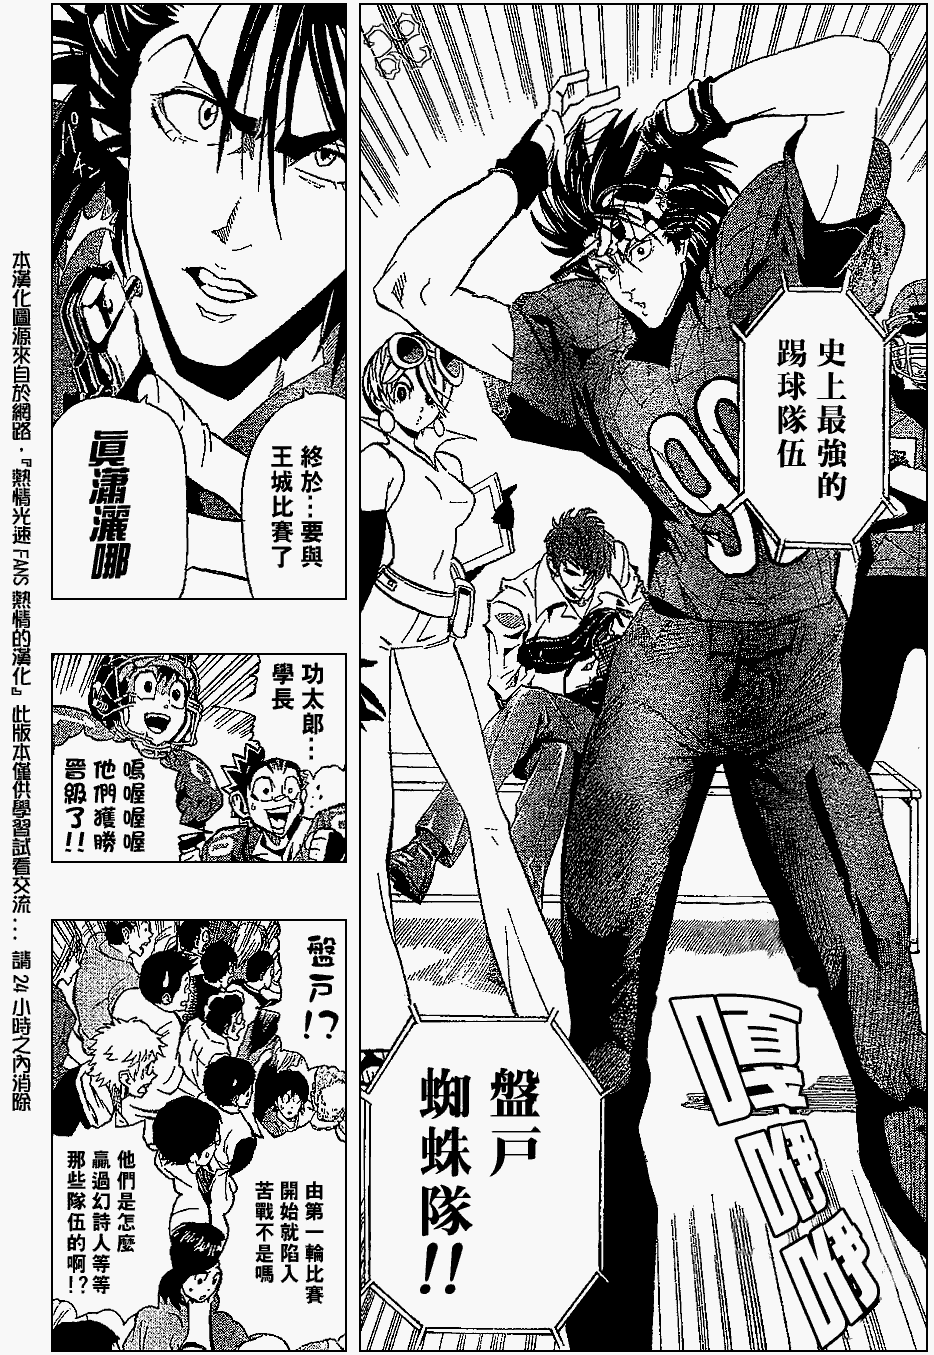 史上最強的
踢球隊伍
盤戸
蜘蛛隊!!
嘎
咿
咿
終於…要與
王城比賽了
真瀟灑哪
功太郎…
學長
嗚喔喔喔
他們獲勝
晉級了!!
盤戸!?
由第一輪比賽
開始就陷入
苦戰不是嗎
他們是怎麼
贏過幻詩人等等
那些隊伍的啊!?
本漢化圖源來自於網路．『熱情光速FANS 熱情的漢化』此版本僅供學習試看交流... 請 24 小時之內消除